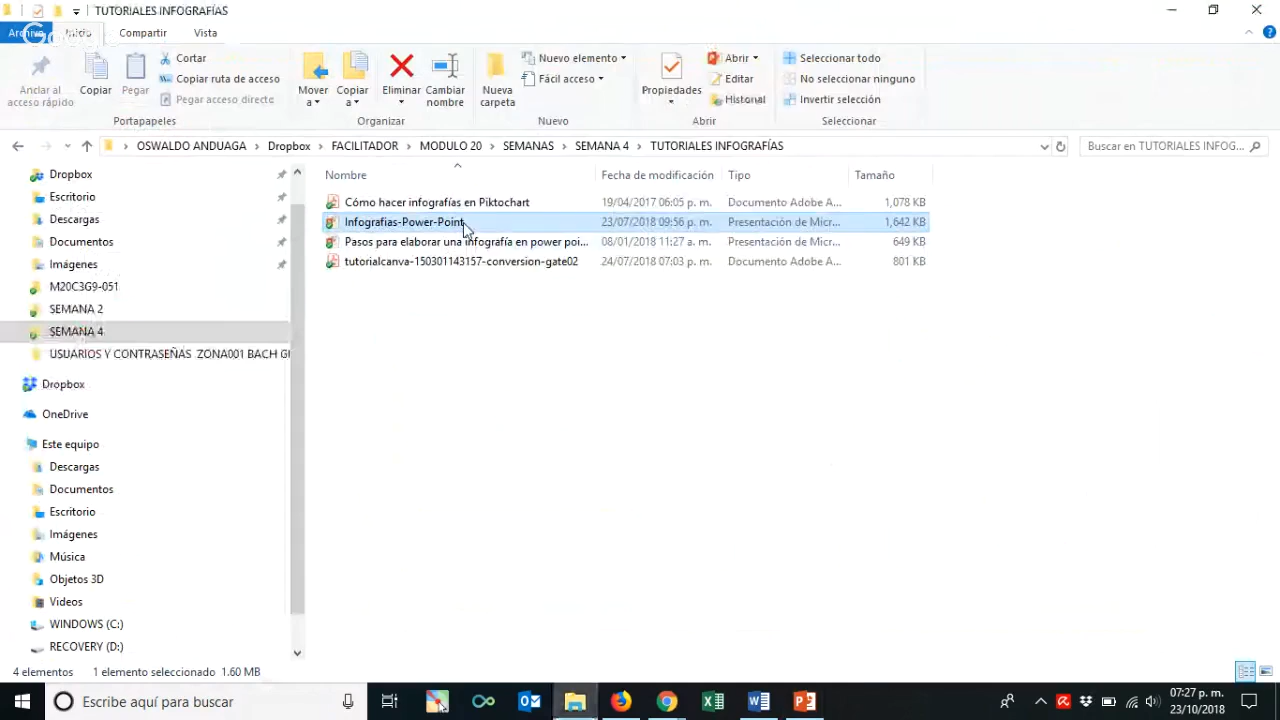 TUTORIALES INFOGRAFÍAS
Archivo Inicio Compartir Vista
Anclar al acceso rápido
Copiar
Pegar
Cortar
Copiar ruta de acceso
Pegar acceso directo
Portapapeles
Mover a
Copiar a
Eliminar
Cambiar nombre
Organizar
Nueva carpeta
Nuevo elemento
Fácil acceso
Nuevo
Propiedades
Abrir
Editar
Historial
Abrir
Seleccionar todo
No seleccionar ninguno
Invertir selección
Seleccionar
OSWALDO ANDUAGA › Dropbox › FACILITADOR › MODULO 20 › SEMANAS › SEMANA 4 › TUTORIALES INFOGRAFÍAS
Buscar en TUTORIALES INFOG...
Dropbox
Escritorio
Descargas
Documentos
Imágenes
M20C3G9-051
SEMANA 2
SEMANA 4
USUARIOS Y CONTRASEÑAS ZONA001 BACH
Dropbox
OneDrive
Este equipo
Descargas
Documentos
Escritorio
Imágenes
Música
Objetos 3D
Videos
WINDOWS (C:)
RECOVERY (D:)
Nombre Fecha de modificación Tipo Tamaño
Cómo hacer infografías en Piktochart 19/04/2017 06:05 p. m. Documento Adobe A... 1,078 KB
Infografias-Power-Point 23/07/2018 09:56 p. m. Presentación de Micr... 1,642 KB
Pasos para elaborar una infografía en power poi... 08/01/2018 11:27 a. m. Presentación de Micr... 649 KB
tutorialcanva-150301143157-conversion-gate02 24/07/2018 07:03 p. m. Documento Adobe A... 801 KB
4 elementos 1 elemento seleccionado 1.60 MB
Escribe aquí para buscar
07:27 p. m.
23/10/2018